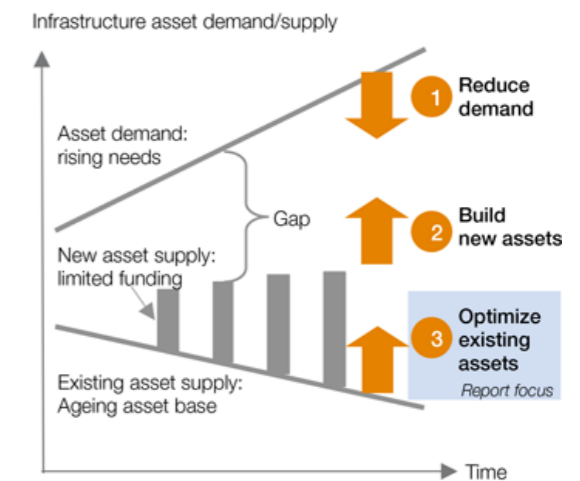 Infrastructure asset demand/supply
1
Reduce
demand
Asset demand:
rising needs
Gap
2
Build
new assets
New asset supply:
limited funding
3
Optimize
existing
assets
Report focus
Existing asset supply:
Ageing asset base
Time